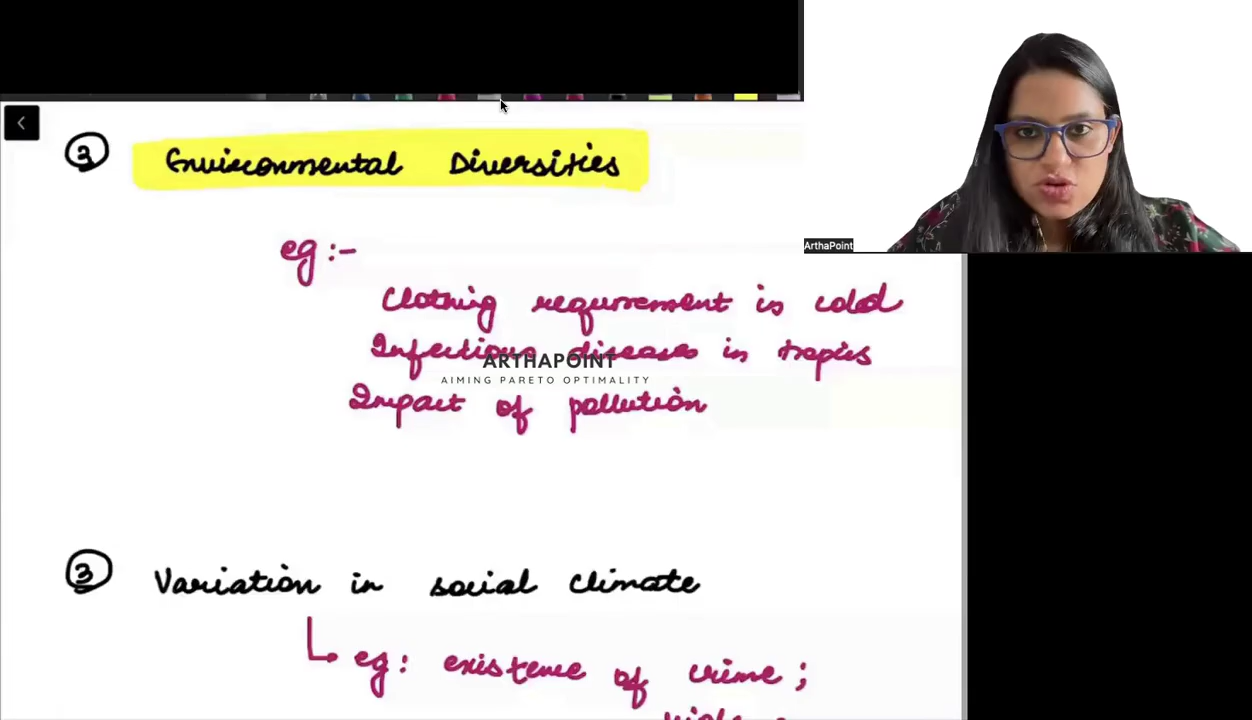 2 Environmental Diversities
eg :-
Clothing requirement is cold
Infectious diseases in tropics
Impact of pollution
ARTHAPOINT
AIMING PARETO OPTIMALITY
3 Variation in social climate
eg: existence of crime;
ArthaPoint